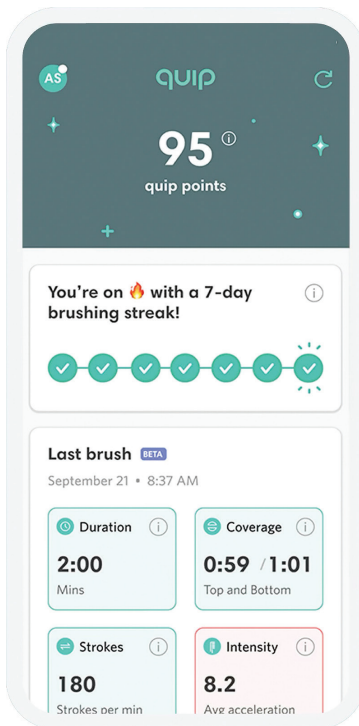 AS
quip
95
quip points
You're on 🔥 with a 7-day
brushing streak!
Last brush BETA
September 21 • 8:37 AM
Duration
Coverage
2:00
0:59 / 1:01
Mins
Top and Bottom
Strokes
Intensity
180
8.2
Strokes per min
Avg acceleration